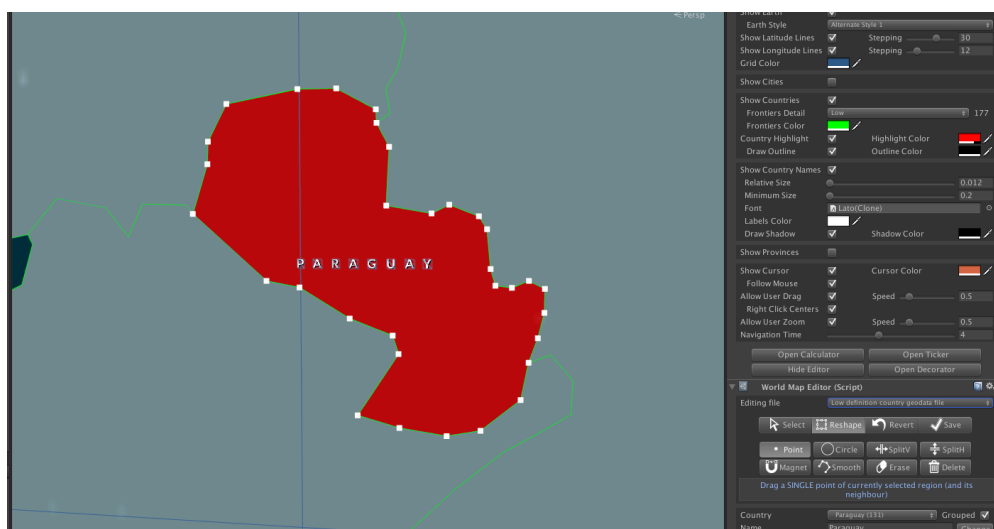 Persp
PARAGUAY
Show Earth
Earth Style Alternate Style 1
Show Latitude Lines Stepping 30
Show Longitude Lines Stepping 12
Grid Color
Show Cities
Show Countries
Frontiers Detail Low 177
Frontiers Color
Country Highlight Highlight Color
Draw Outline Outline Color
Show Country Names
Relative Size 0.012
Minimum Size 0.2
Font Lato(Clone)
Labels Color
Draw Shadow Shadow Color
Show Provinces
Show Cursor Cursor Color
Follow Mouse
Allow User Drag Speed 0.5
Right Click Centers
Allow User Zoom Speed 0.5
Navigation Time 4
Open Calculator Open Ticker
Hide Editor Open Decorator
World Map Editor (Script)
Editing file Low definition country geodata file
Select Reshape Revert Save
Point Circle SplitV SplitH
Magnet Smooth Erase Delete
Drag a SINGLE point of currently selected region (and its
neighbour)
Country Paraguay (131) Grouped
Name Paraguay Change